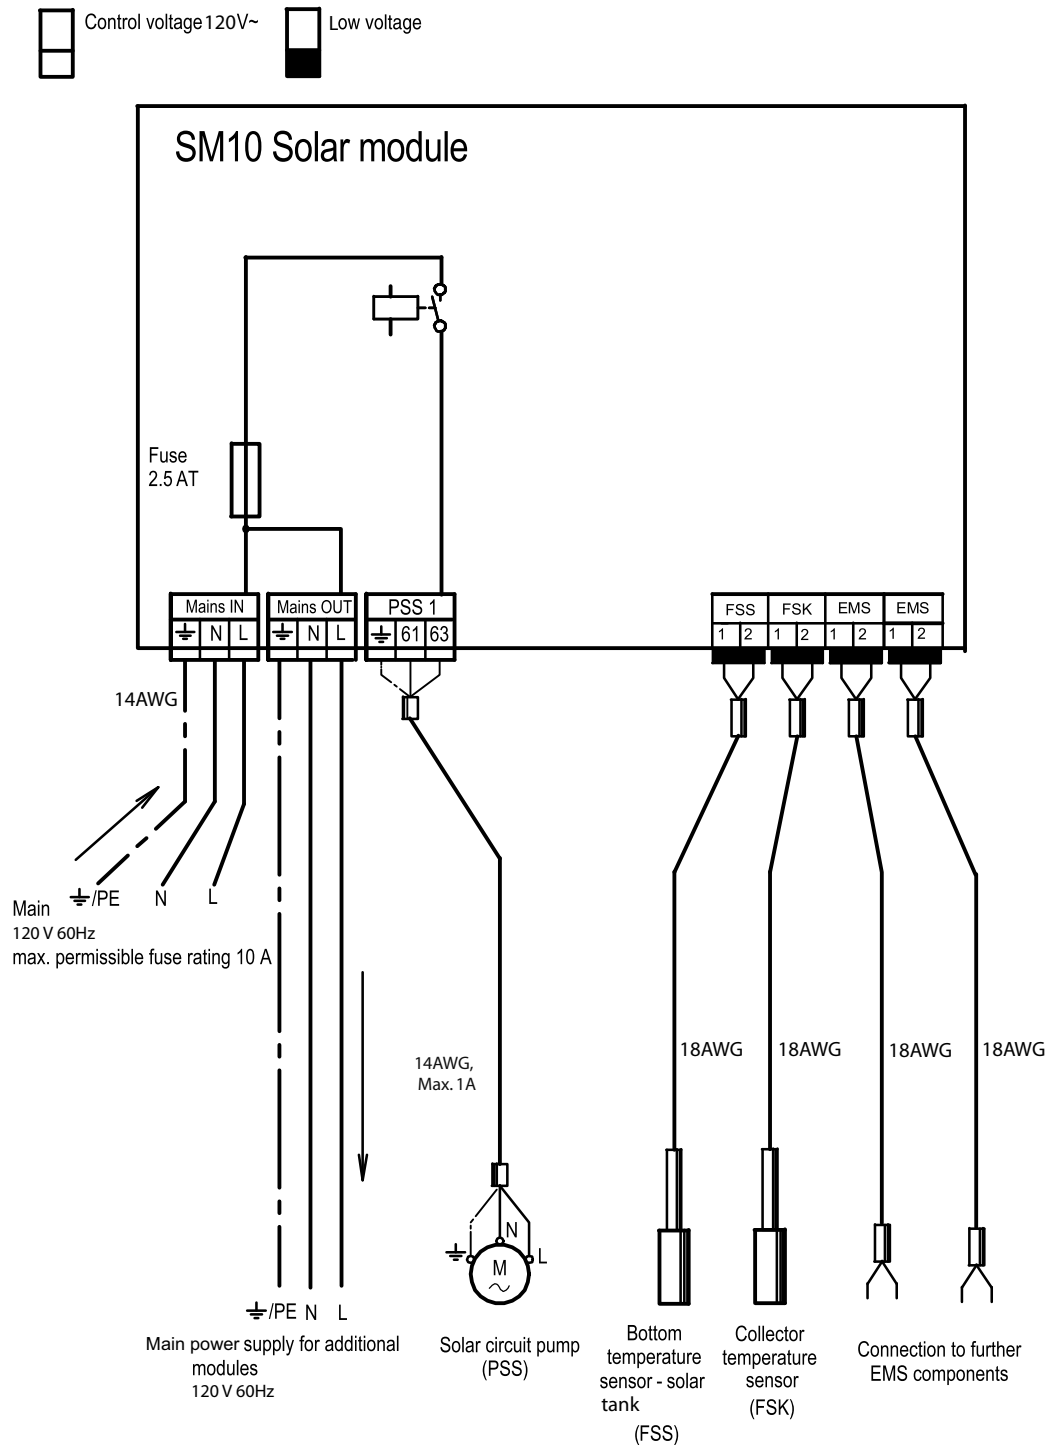 Control voltage 120V~
Low voltage
SM10 Solar module
Fuse
2.5 AT
Mains IN
N L
Mains OUT
N L
PSS 1
61 63
FSS FSK EMS EMS
1 2 1 2 1 2 1 2
14AWG
/PE N L
Main
120 V 60Hz
max. permissible fuse rating 10 A
14AWG,
Max. 1A
18AWG 18AWG 18AWG 18AWG
N
L
M
/PE N L
Main power supply for additional
modules
120 V 60Hz
Solar circuit pump
(PSS)
Bottom
temperature
sensor - solar
tank
(FSS)
Collector
temperature
sensor
(FSK)
Connection to further
EMS components